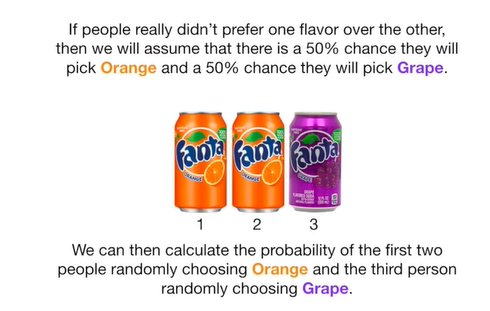 If people really didn't prefer one flavor over the other,
then we will assume that there is a 50% chance they will
pick Orange and a 50% chance they will pick Grape.
Fanta Fanta Fanta
ORANGE ORANGE GRAPE
1 2 3
We can then calculate the probability of the first two
people randomly choosing Orange and the third person
randomly choosing Grape.